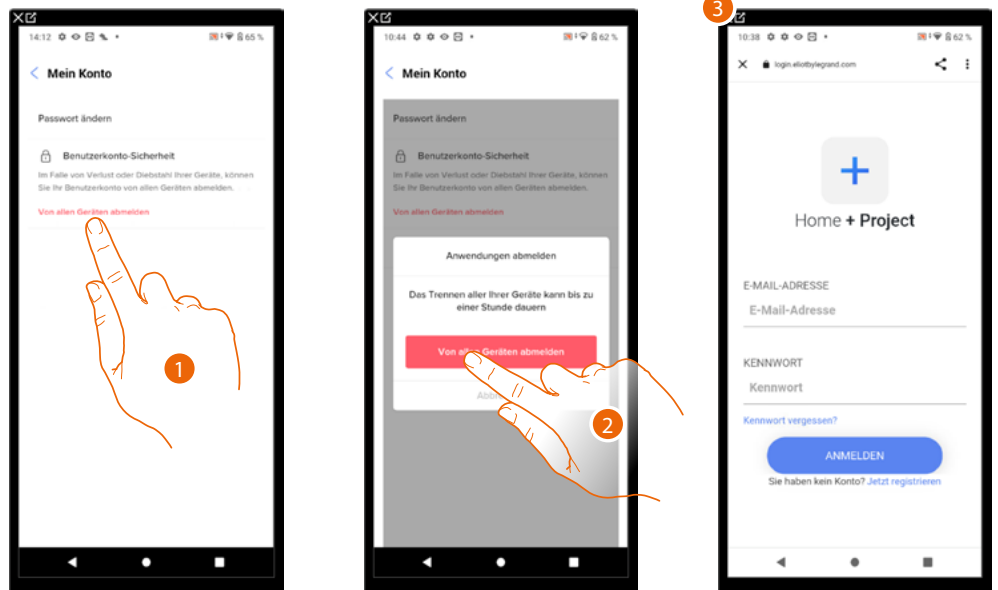 14:12
65 %
Mein Konto
Passwort ändern
Benutzerkonto-Sicherheit
Im Falle von Verlust oder Diebstahl Ihrer Geräte, können
Sie Ihr Benutzerkonto von allen Geräten abmelden.
Von allen Geräten abmelden
1
10:44
62 %
Mein Konto
Passwort ändern
Benutzerkonto-Sicherheit
Im Falle von Verlust oder Diebstahl Ihrer Geräte, können
Sie Ihr Benutzerkonto von allen Geräten abmelden.
Von allen Geräten abmelden
Anwendungen abmelden
Das Trennen aller Ihrer Geräte kann bis zu
einer Stunde dauern
Von allen Geräten abmelden
2
3
10:38
62 %
login.eliotbylegrand.com
Home + Project
E-MAIL-ADRESSE
E-Mail-Adresse
KENNWORT
Kennwort
Kennwort vergessen?
ANMELDEN
Sie haben kein Konto? Jetzt registrieren